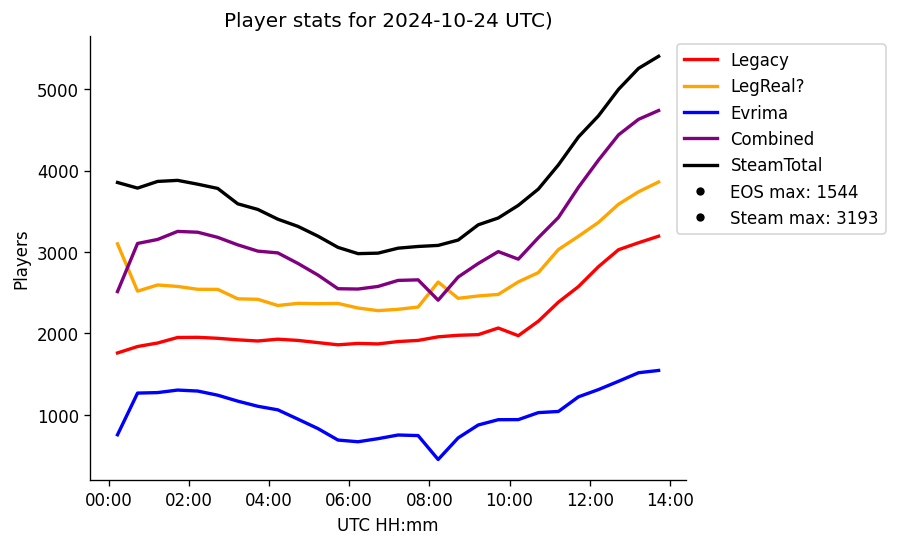 Player stats for 2024-10-24 UTC)
Legacy
LegReal?
Evrima
Combined
SteamTotal
EOS max: 1544
Steam max: 3193
Players
5000
4000
3000
2000
1000
00:00 02:00 04:00 06:00 08:00 10:00 12:00 14:00
UTC HH:mm